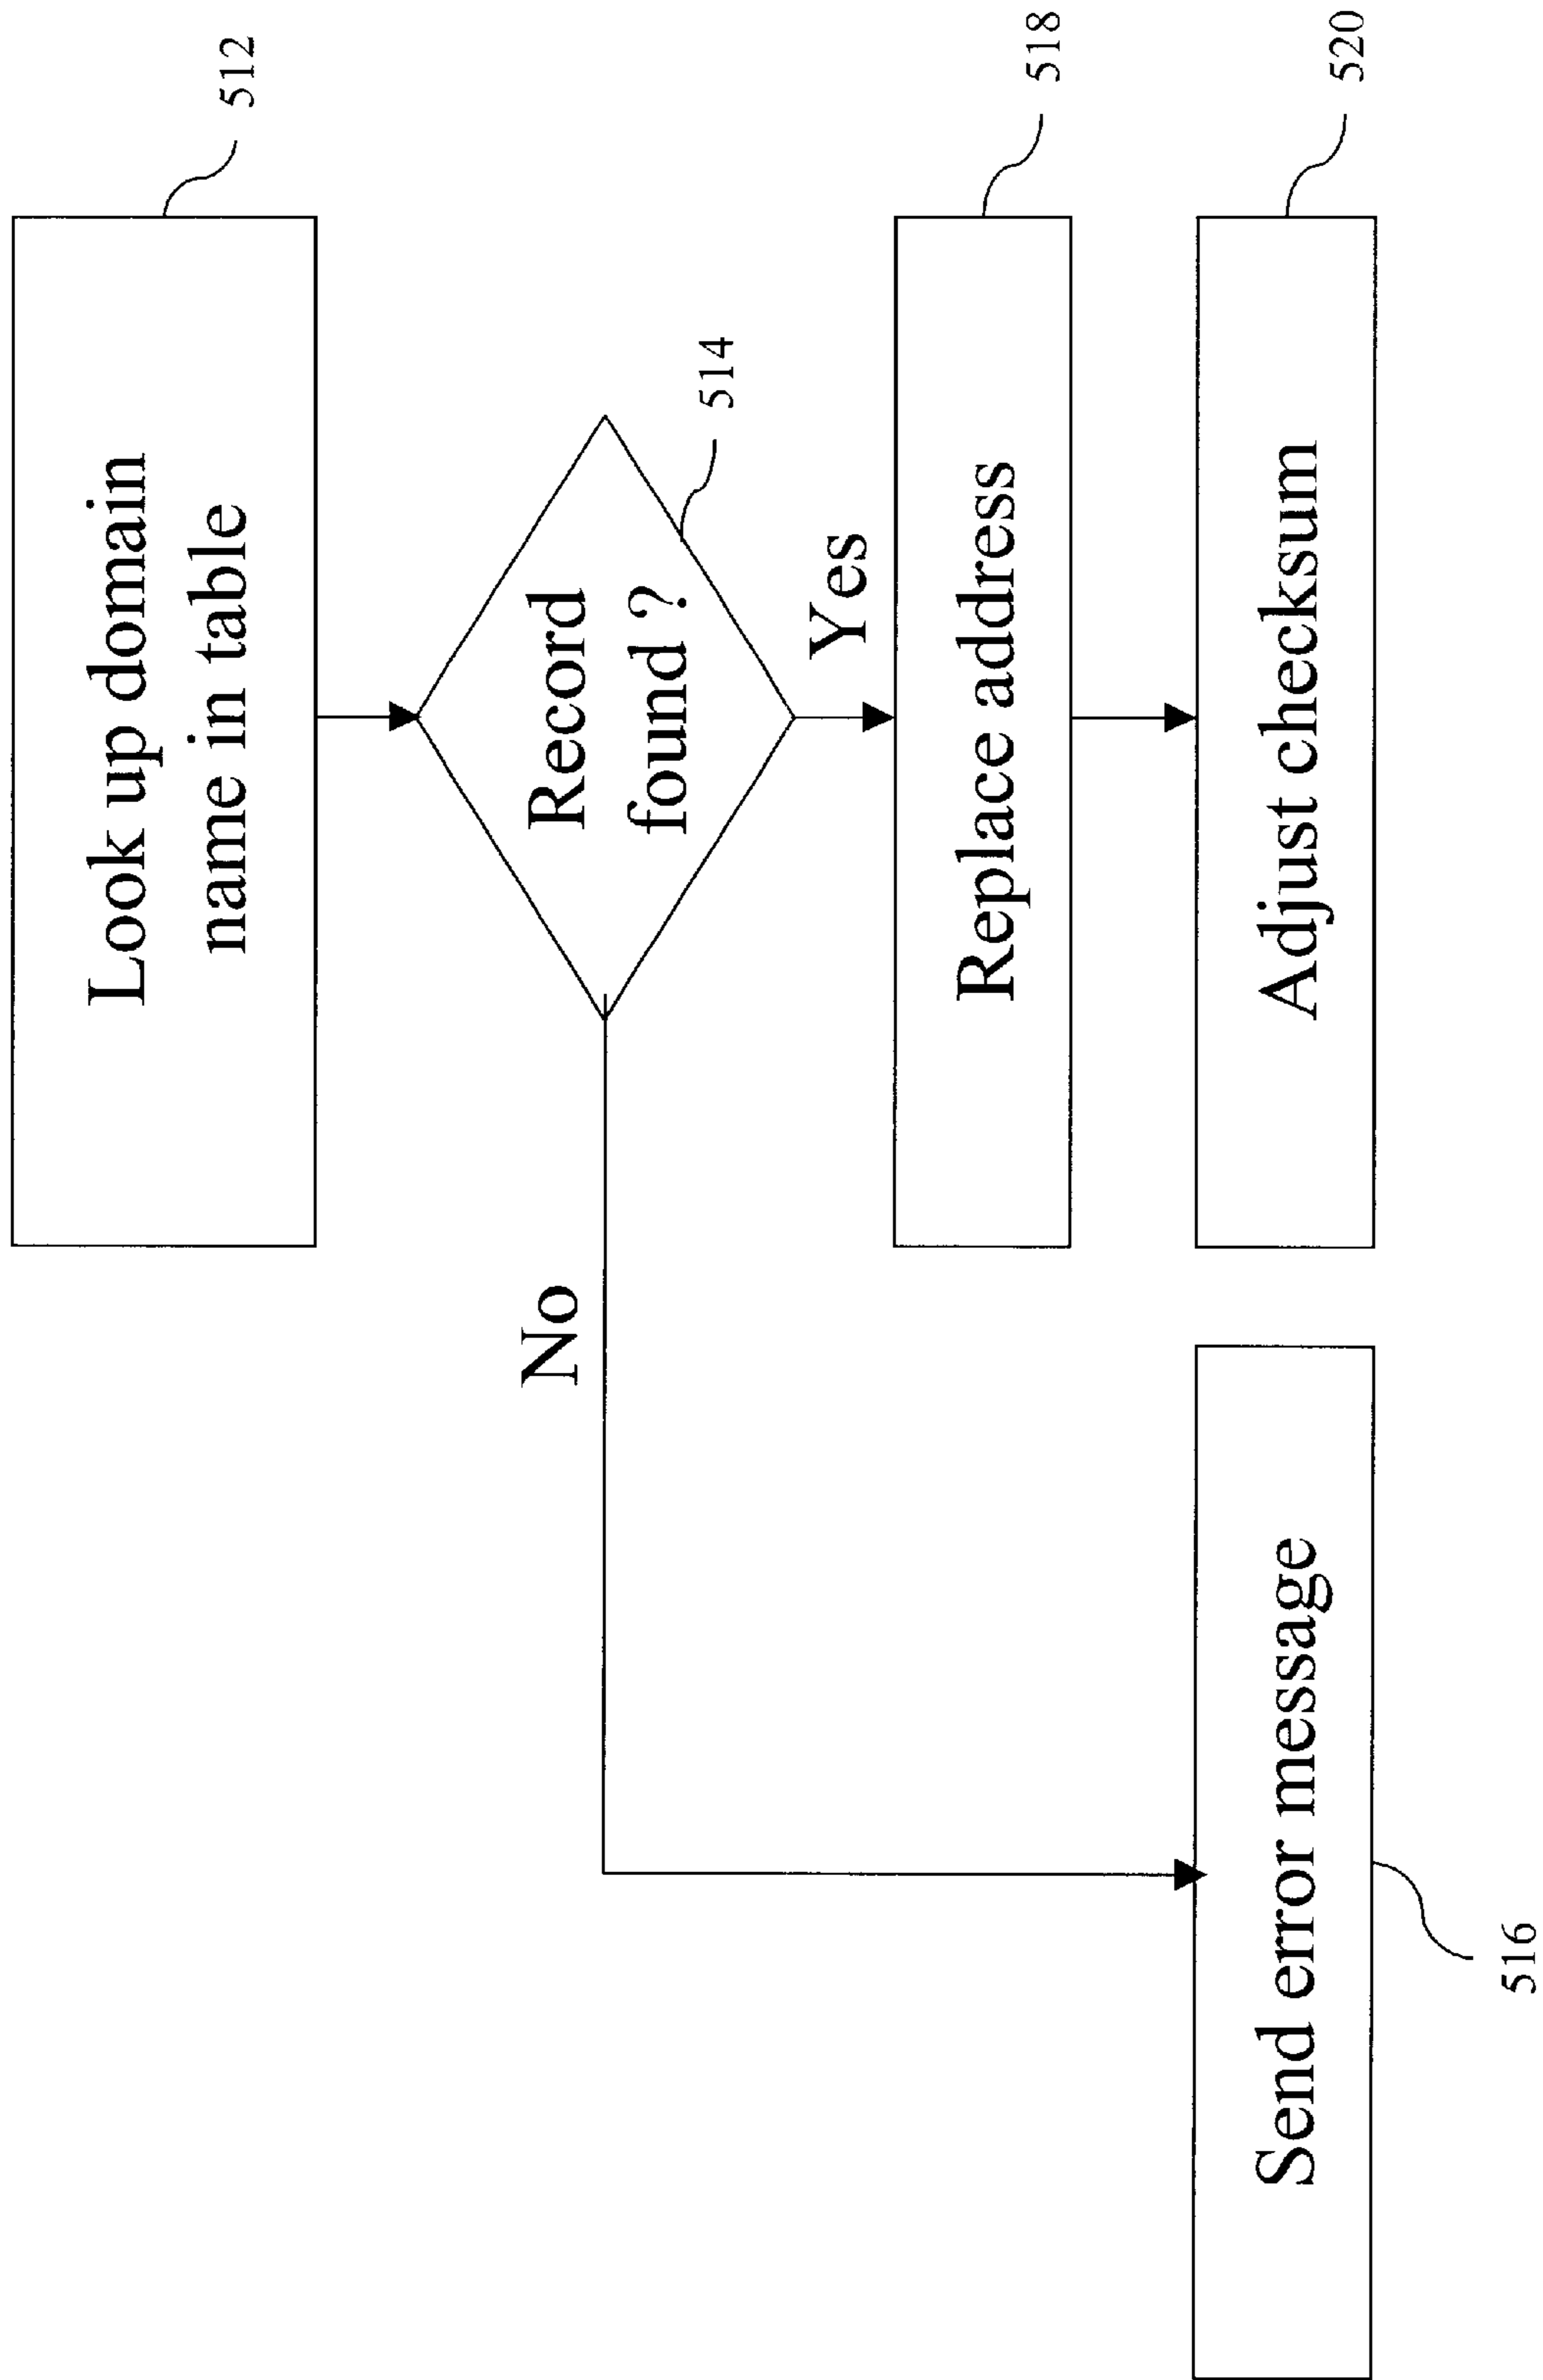 Look up domain
name in table
512
Record
found ?
514
No
Yes
Replace address
518
Send error message
516
Adjust checksum
520